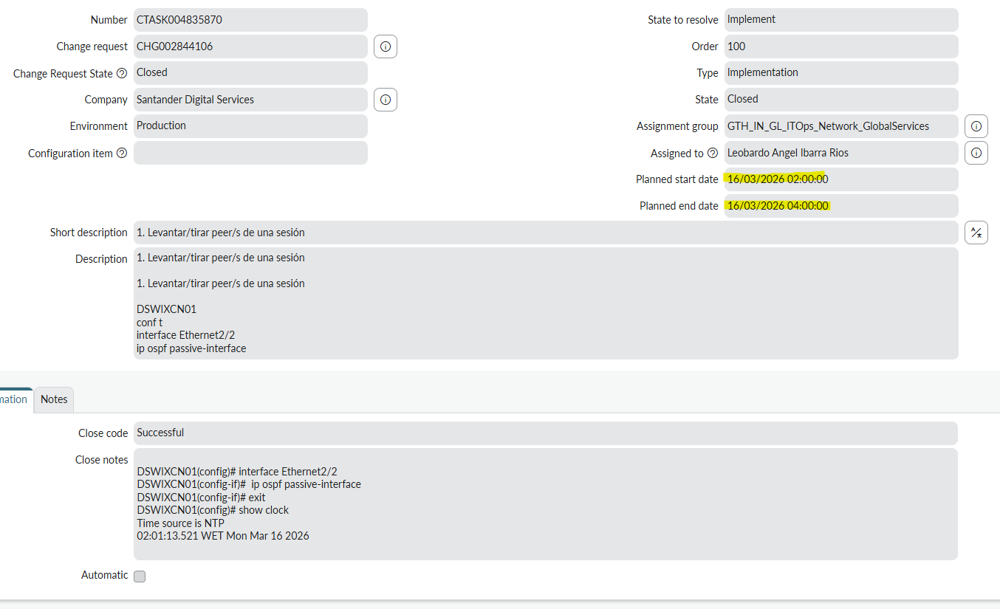 Number CTASK004835870
State to resolve Implement
Change request CHG002844106
Order 100
Change Request State Closed
Type Implementation
Company Santander Digital Services
State Closed
Environment Production
Assignment group GTH_IN_GL_ITOps_Network_GlobalServices
Configuration item
Assigned to Leobardo Angel Ibarra Rios
Planned start date 16/03/2026 02:00:00
Planned end date 16/03/2026 04:00:00
Short description 1. Levantar/tirar peer/s de una sesión
Description 1. Levantar/tirar peer/s de una sesión
1. Levantar/tirar peer/s de una sesión
DSWIXCN01
conf t
interface Ethernet2/2
ip ospf passive-interface
mation Notes
Close code Successful
Close notes
DSWIXCN01(config)# interface Ethernet2/2
DSWIXCN01(config-if)#  ip ospf passive-interface
DSWIXCN01(config-if)# exit
DSWIXCN01(config)# show clock
Time source is NTP
02:01:13.521 WET Mon Mar 16 2026
Automatic